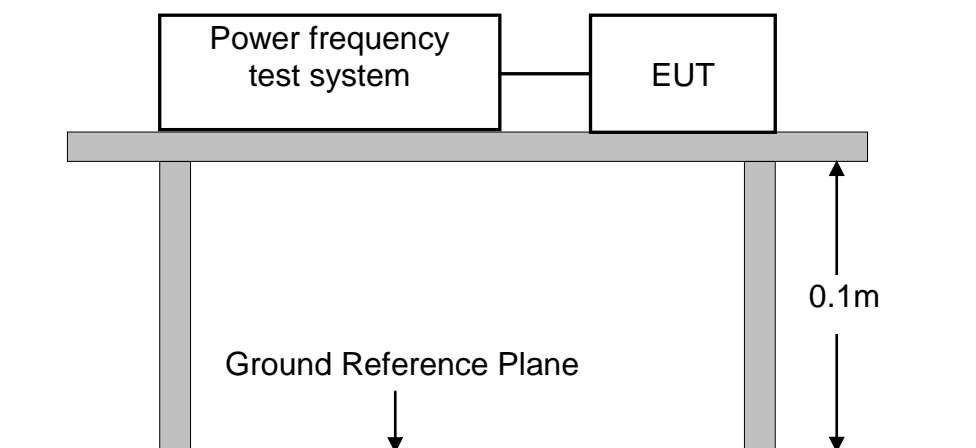 Power frequency
test system
EUT
0.1m
Ground Reference Plane